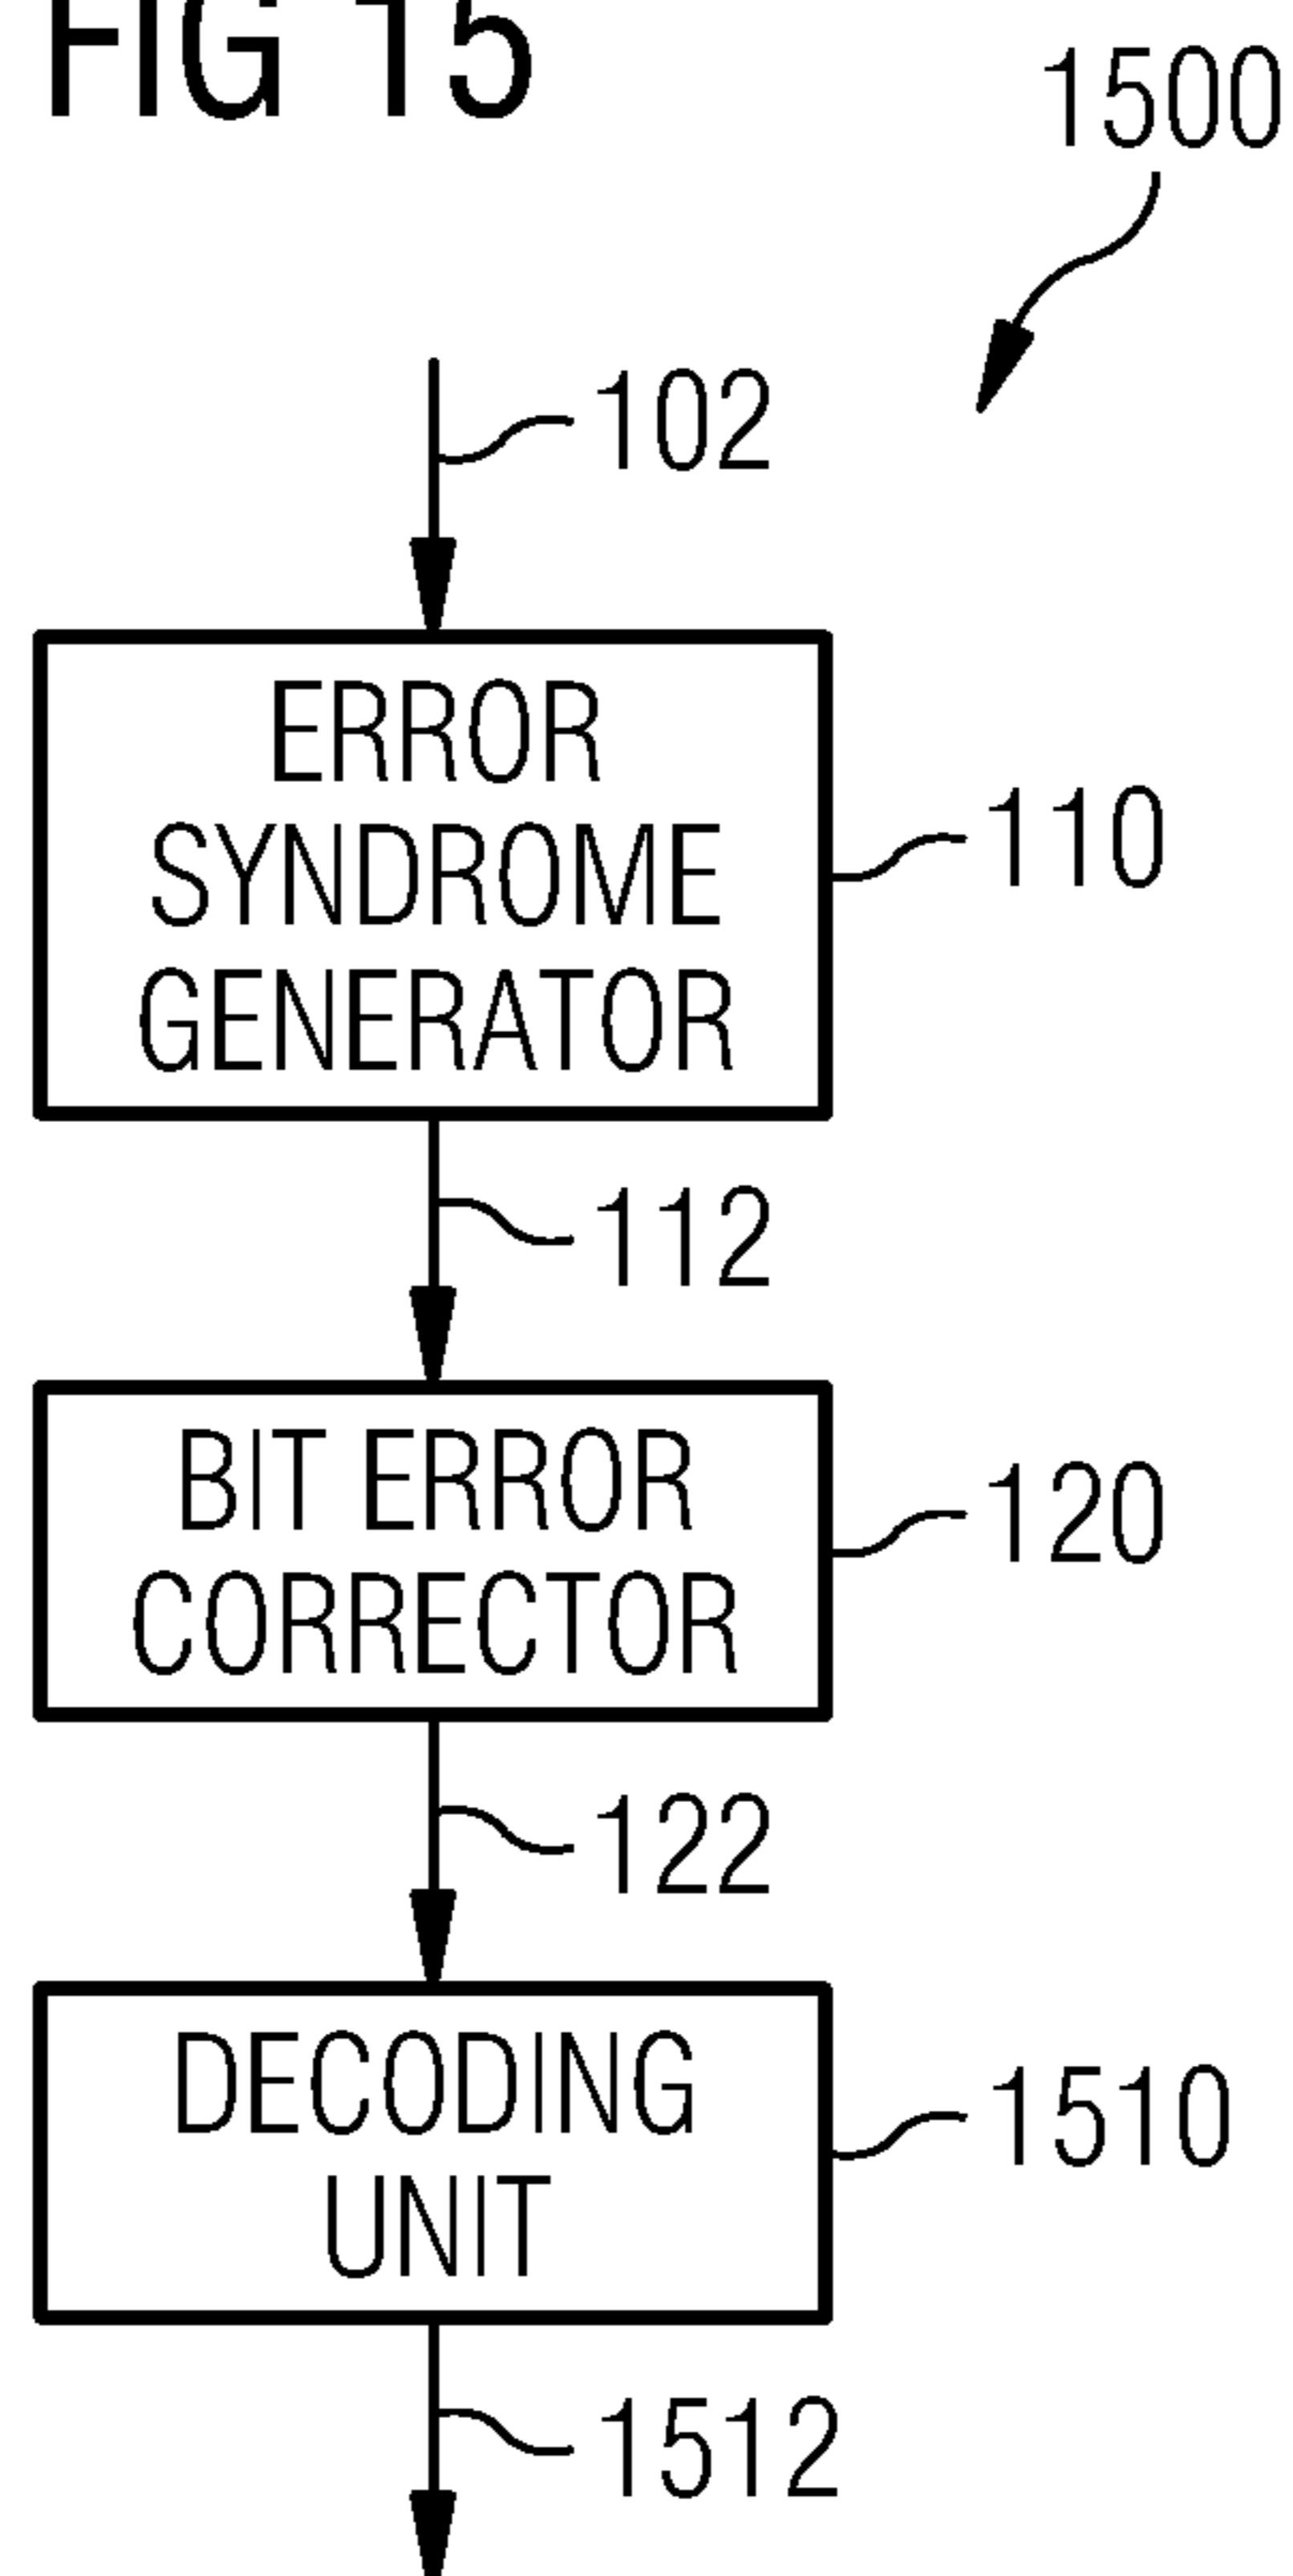 FIG 15
1500
102
ERROR
SYNDROME
GENERATOR
110
112
BIT ERROR
CORRECTOR
120
122
DECODING
UNIT
1510
1512